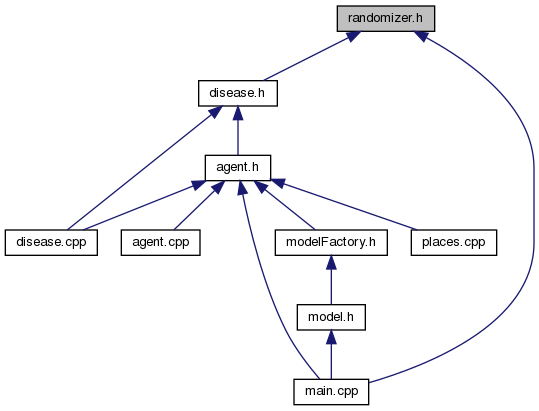 randomizer.h
disease.h
agent.h
disease.cpp
agent.cpp
modelFactory.h
places.cpp
model.h
main.cpp